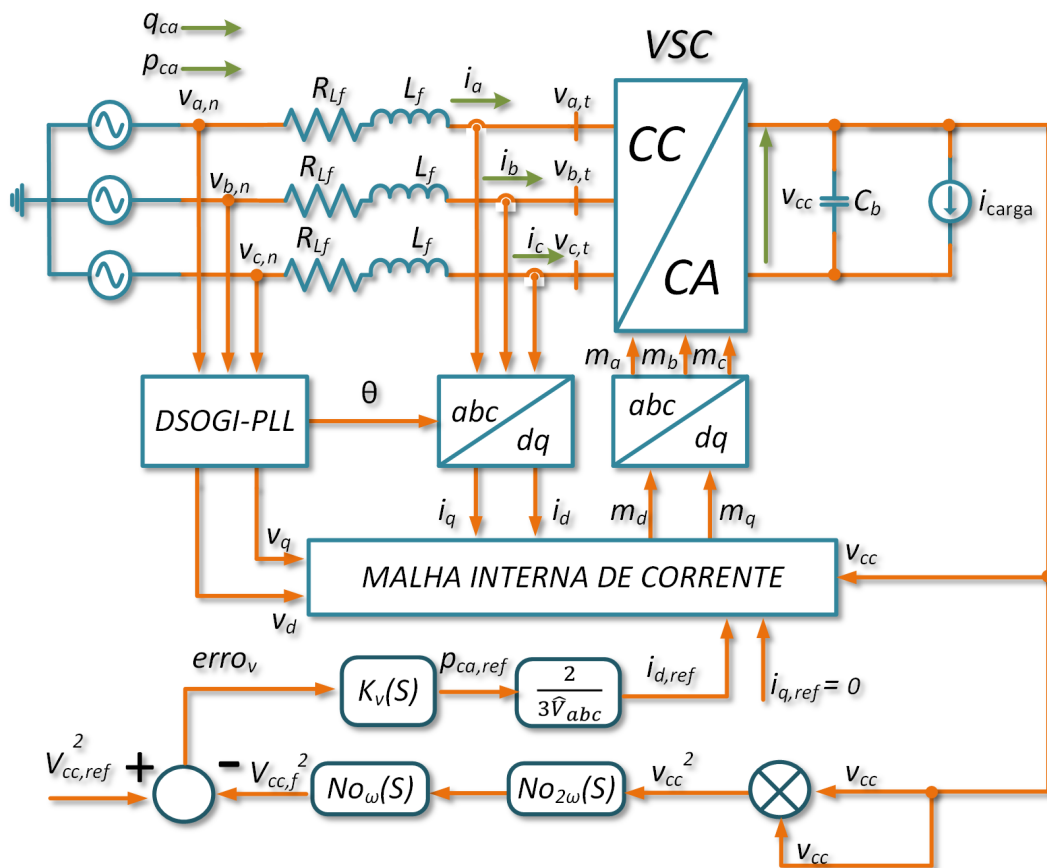 q_ca
p_ca
VSC
v_a,n R_Lf L_f i_a v_a,t
v_b,n R_Lf L_f i_b v_b,t
v_c,n R_Lf L_f i_c v_c,t
CC
CA
v_cc C_b i_carga
m_a m_b m_c
DSOGI-PLL θ abc dq abc dq
v_q i_q i_d m_d m_q
v_d MALHA INTERNA DE CORRENTE v_cc
erro_v K_v(S) p_ca,ref 2/(3V̂_abc) i_d,ref i_q,ref = 0
V_cc,ref^2 + - V_cc,f^2 No_ω(S) No_2ω(S) v_cc^2 v_cc
v_cc